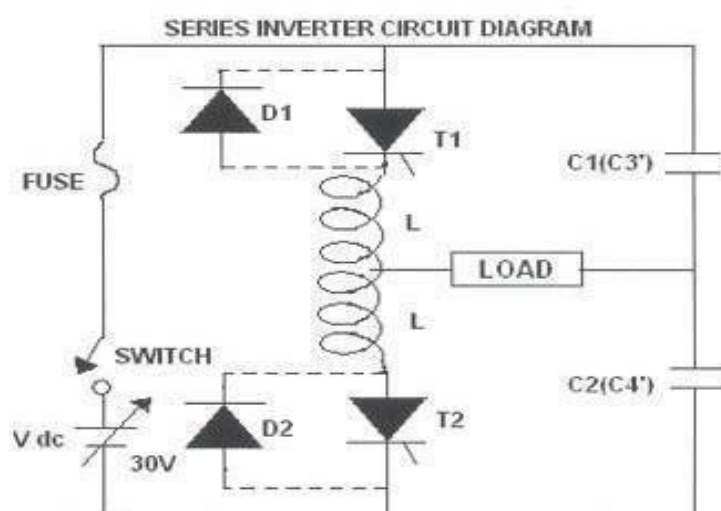 SERIES INVERTER CIRCUIT DIAGRAM
D1
T1
C1(C3')
FUSE
L
LOAD
L
SWITCH
C2(C4')
V dc
30V
D2
T2